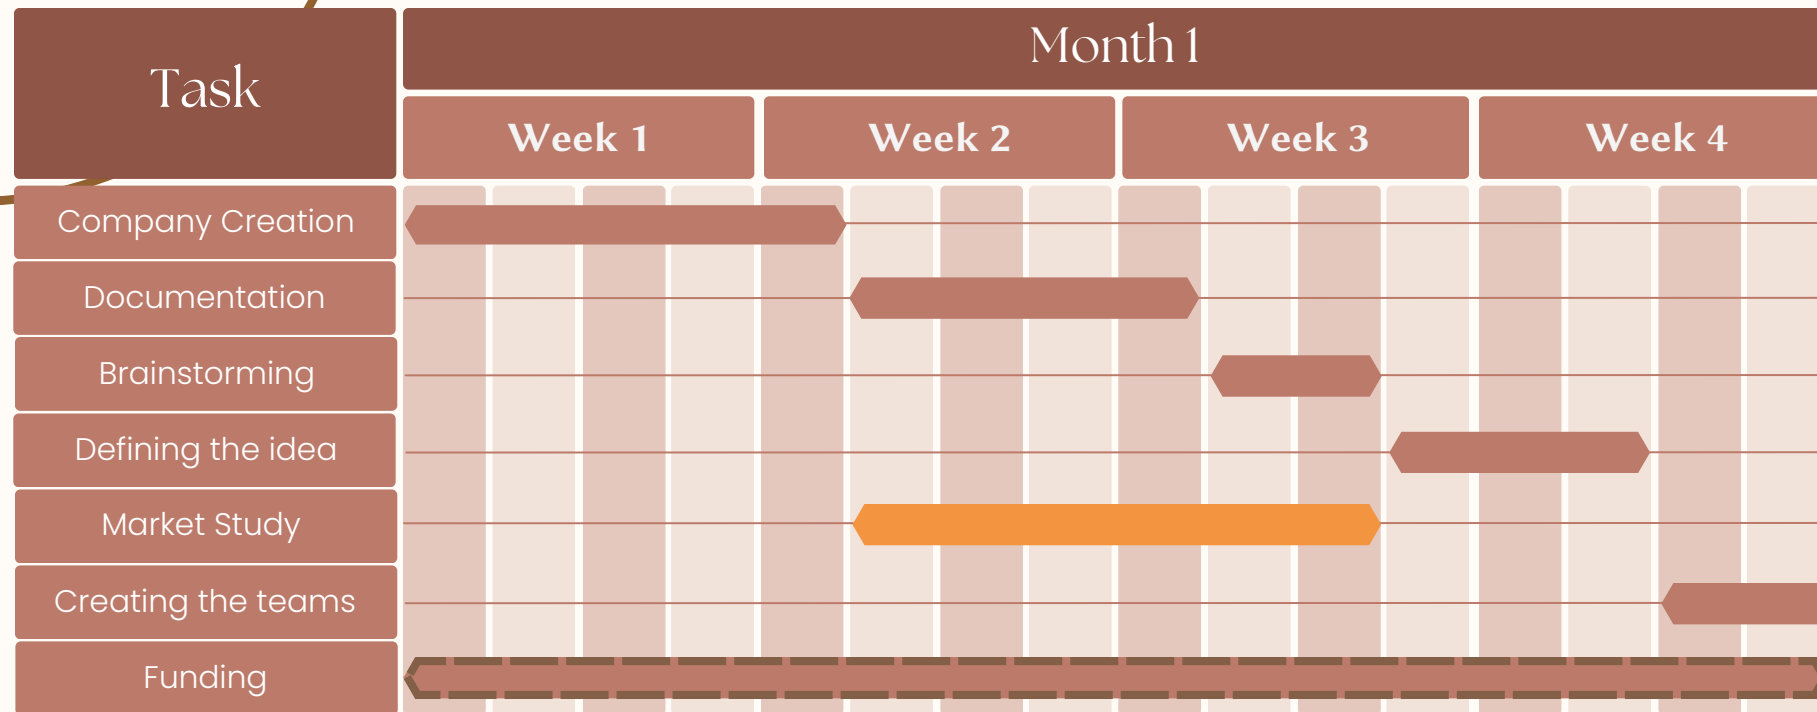 Task
Month 1
Week 1
Week 2
Week 3
Week 4
Company Creation
Documentation
Brainstorming
Defining the idea
Market Study
Creating the teams
Funding